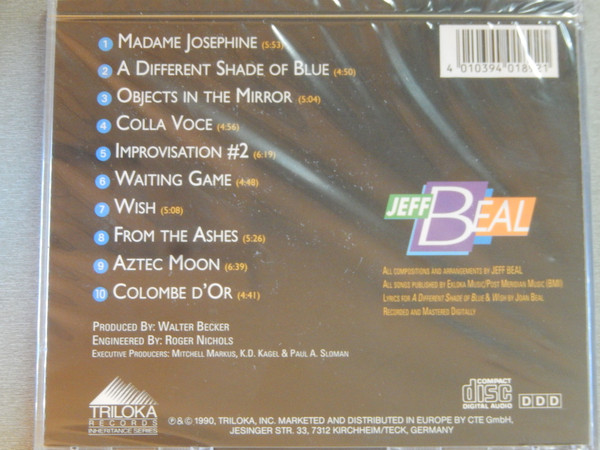 1 MADAME JOSEPHINE (5:53)
2 A DIFFERENT SHADE OF BLUE (4:50)
3 OBJECTS IN THE MIRROR (5:04)
4 COLLA VOCE (4:56)
5 IMPROVISATION #2 (6:19)
6 WAITING GAME (4:48)
7 WISH (5:08)
8 FROM THE ASHES (5:26)
9 AZTEC MOON (6:39)
10 COLOMBE D'OR (4:41)
4 010394 018921
JEFF BEAL
ALL COMPOSITIONS AND ARRANGEMENTS BY JEFF BEAL
ALL SONGS PUBLISHED BY MUSIC/POST MERIDIAN MUSIC (BMI)
LYRICS FOR A DIFFERENT SHADE OF BLUE & WISH BY JOAN BEAL
RECORDED AND MASTERED DIGITALLY
PRODUCED BY: WALTER BECKER
ENGINEERED BY: ROGER NICHOLS
EXECUTIVE PRODUCERS: MITCHELL MARKUS, K.D. KAGEL & PAUL A. SLOMAN
TRILOKA
RECORDS
INHERITANCE SERIES
℗ & © 1990, TRILOKA, INC. MARKETED AND DISTRIBUTED IN EUROPE BY CTE GmbH,
JESINGER STR. 33, 7312 KIRCHHEIM/TECK, GERMANY
COMPACT
disc
DIGITAL AUDIO
DDD